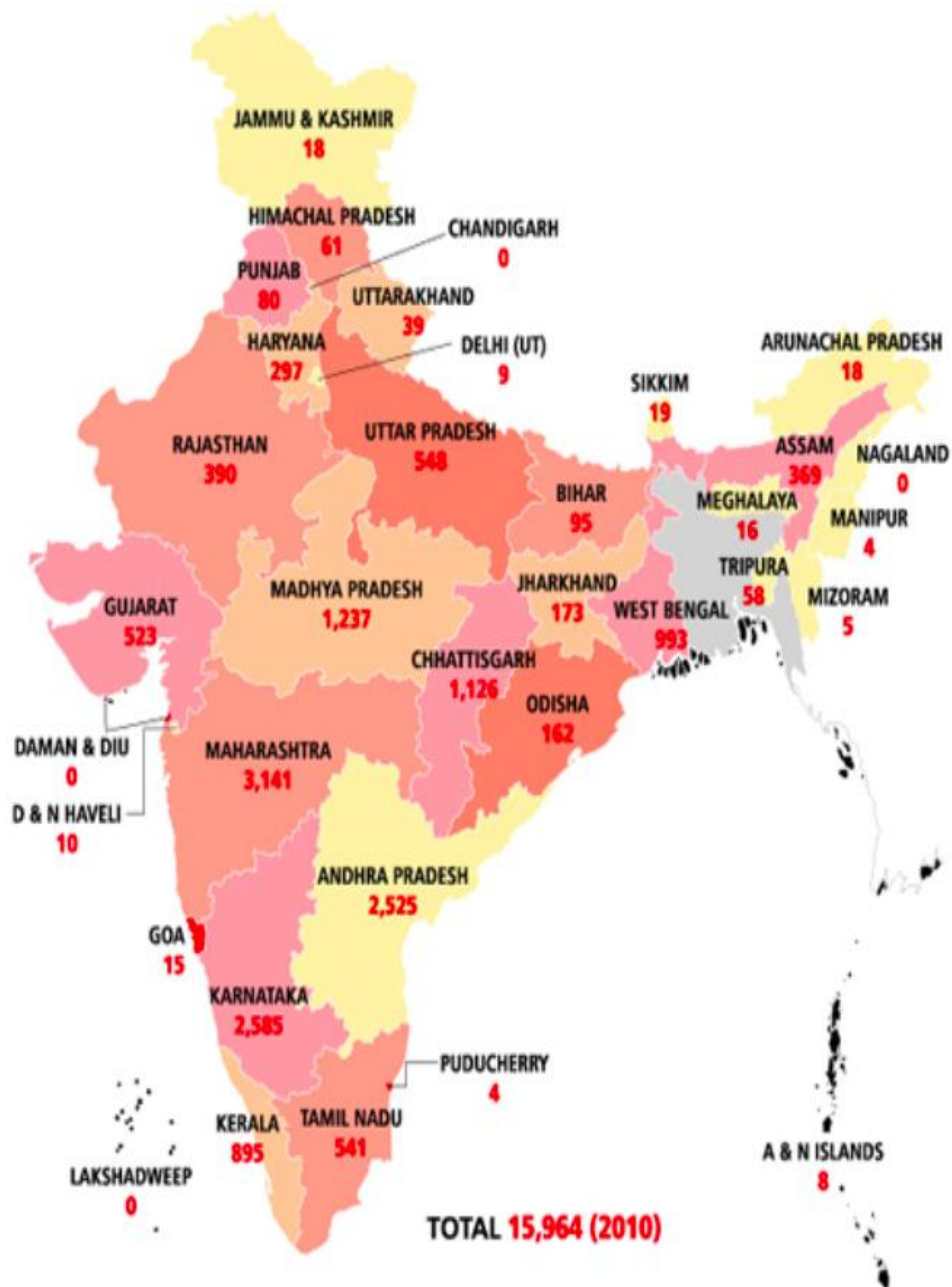 JAMMU & KASHMIR
18
HIMACHAL PRADESH
61
CHANDIGARH
0
PUNJAB
80
UTTARAKHAND
39
HARYANA
297
DELHI (UT)
9
ARUNACHAL PRADESH
18
SIKKIM
19
RAJASTHAN
390
UTTAR PRADESH
548
ASSAM
369
NAGALAND
0
BIHAR
95
MEGHALAYA
16
MANIPUR
4
GUJARAT
523
MADHYA PRADESH
1,237
JHARKHAND
173
TRIPURA
58
WEST BENGAL
993
MIZORAM
5
CHHATTISGARH
1,126
ODISHA
162
DAMAN & DIU
0
MAHARASHTRA
3,141
D & N HAVELI
10
ANDHRA PRADESH
2,525
GOA
15
KARNATAKA
2,585
PUDUCHERRY
4
KERALA
895
TAMIL NADU
541
LAKSHADWEEP
0
A & N ISLANDS
8
TOTAL 15,964 (2010)